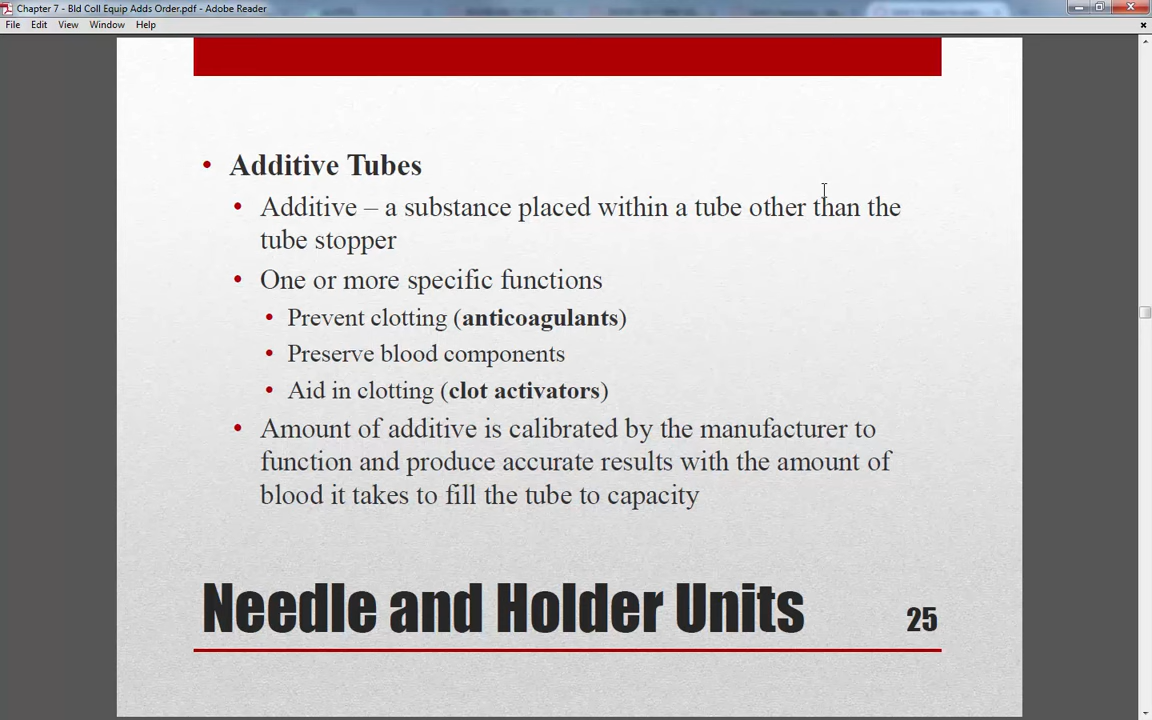 Chapter 7 - Bld Coll Equip Adds Order.pdf - Adobe Reader
File Edit View Window Help
• Additive Tubes
• Additive – a substance placed within a tube other than the
tube stopper
• One or more specific functions
• Prevent clotting (anticoagulants)
• Preserve blood components
• Aid in clotting (clot activators)
• Amount of additive is calibrated by the manufacturer to
function and produce accurate results with the amount of
blood it takes to fill the tube to capacity
Needle and Holder Units 25